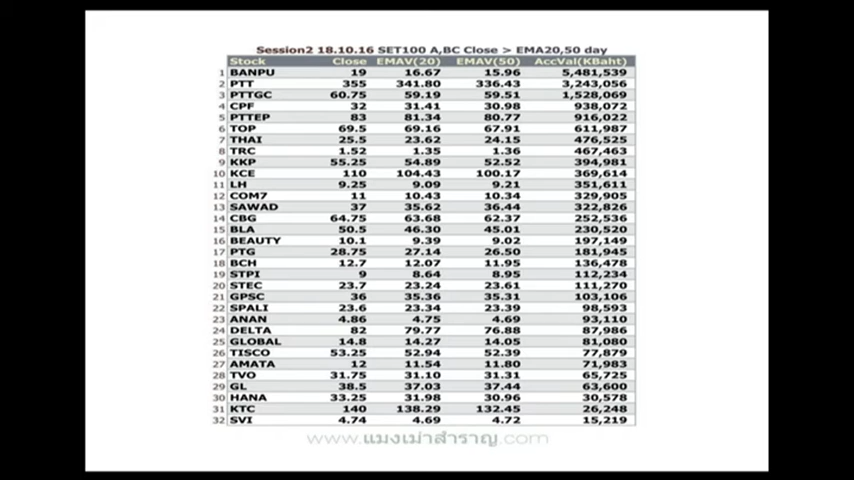 Session2 18.10.16 SET100 A,BC Close > EMA20,50 day
Stock Close EMAV(20) EMAV(50) AccVal(KBaht)
1 BANPU 19 16.67 15.96 5,481,539
2 PTT 355 341.80 336.43 3,243,056
3 PTTGC 60.75 59.19 59.51 1,528,069
4 CPF 32 31.41 30.98 938,072
5 PTTEP 83 81.34 80.77 916,022
6 TOP 69.5 69.16 67.91 611,987
7 THAI 25.5 23.62 24.15 476,525
8 TRC 1.52 1.35 1.36 467,463
9 KKP 55.25 54.89 52.52 394,981
10 KCE 110 104.43 100.17 369,614
11 LH 9.25 9.09 9.21 351,611
12 COM7 11 10.43 10.34 329,905
13 SAWAD 37 35.62 36.44 322,826
14 CBG 64.75 63.68 62.37 252,536
15 BLA 50.5 46.30 45.01 230,520
16 BEAUTY 10.1 9.39 9.02 197,149
17 PTG 28.75 27.14 26.50 181,945
18 BCH 12.7 12.07 11.95 136,478
19 STPI 9 8.64 8.95 112,234
20 STEC 23.7 23.24 23.61 111,270
21 GPSC 36 35.36 35.31 103,106
22 SPALI 23.6 23.34 23.39 98,593
23 ANAN 4.86 4.75 4.69 93,110
24 DELTA 82 79.77 76.88 87,986
25 GLOBAL 14.8 14.27 14.05 81,080
26 TISCO 53.25 52.94 52.39 77,879
27 AMATA 12 11.54 11.80 71,983
28 TVO 31.75 31.10 31.31 65,725
29 GL 38.5 37.03 37.44 63,600
30 HANA 33.25 31.98 30.96 30,578
31 KTC 140 138.29 132.45 26,248
32 SVI 4.74 4.69 4.72 15,219
www.แมงเม่าสำราญ.com